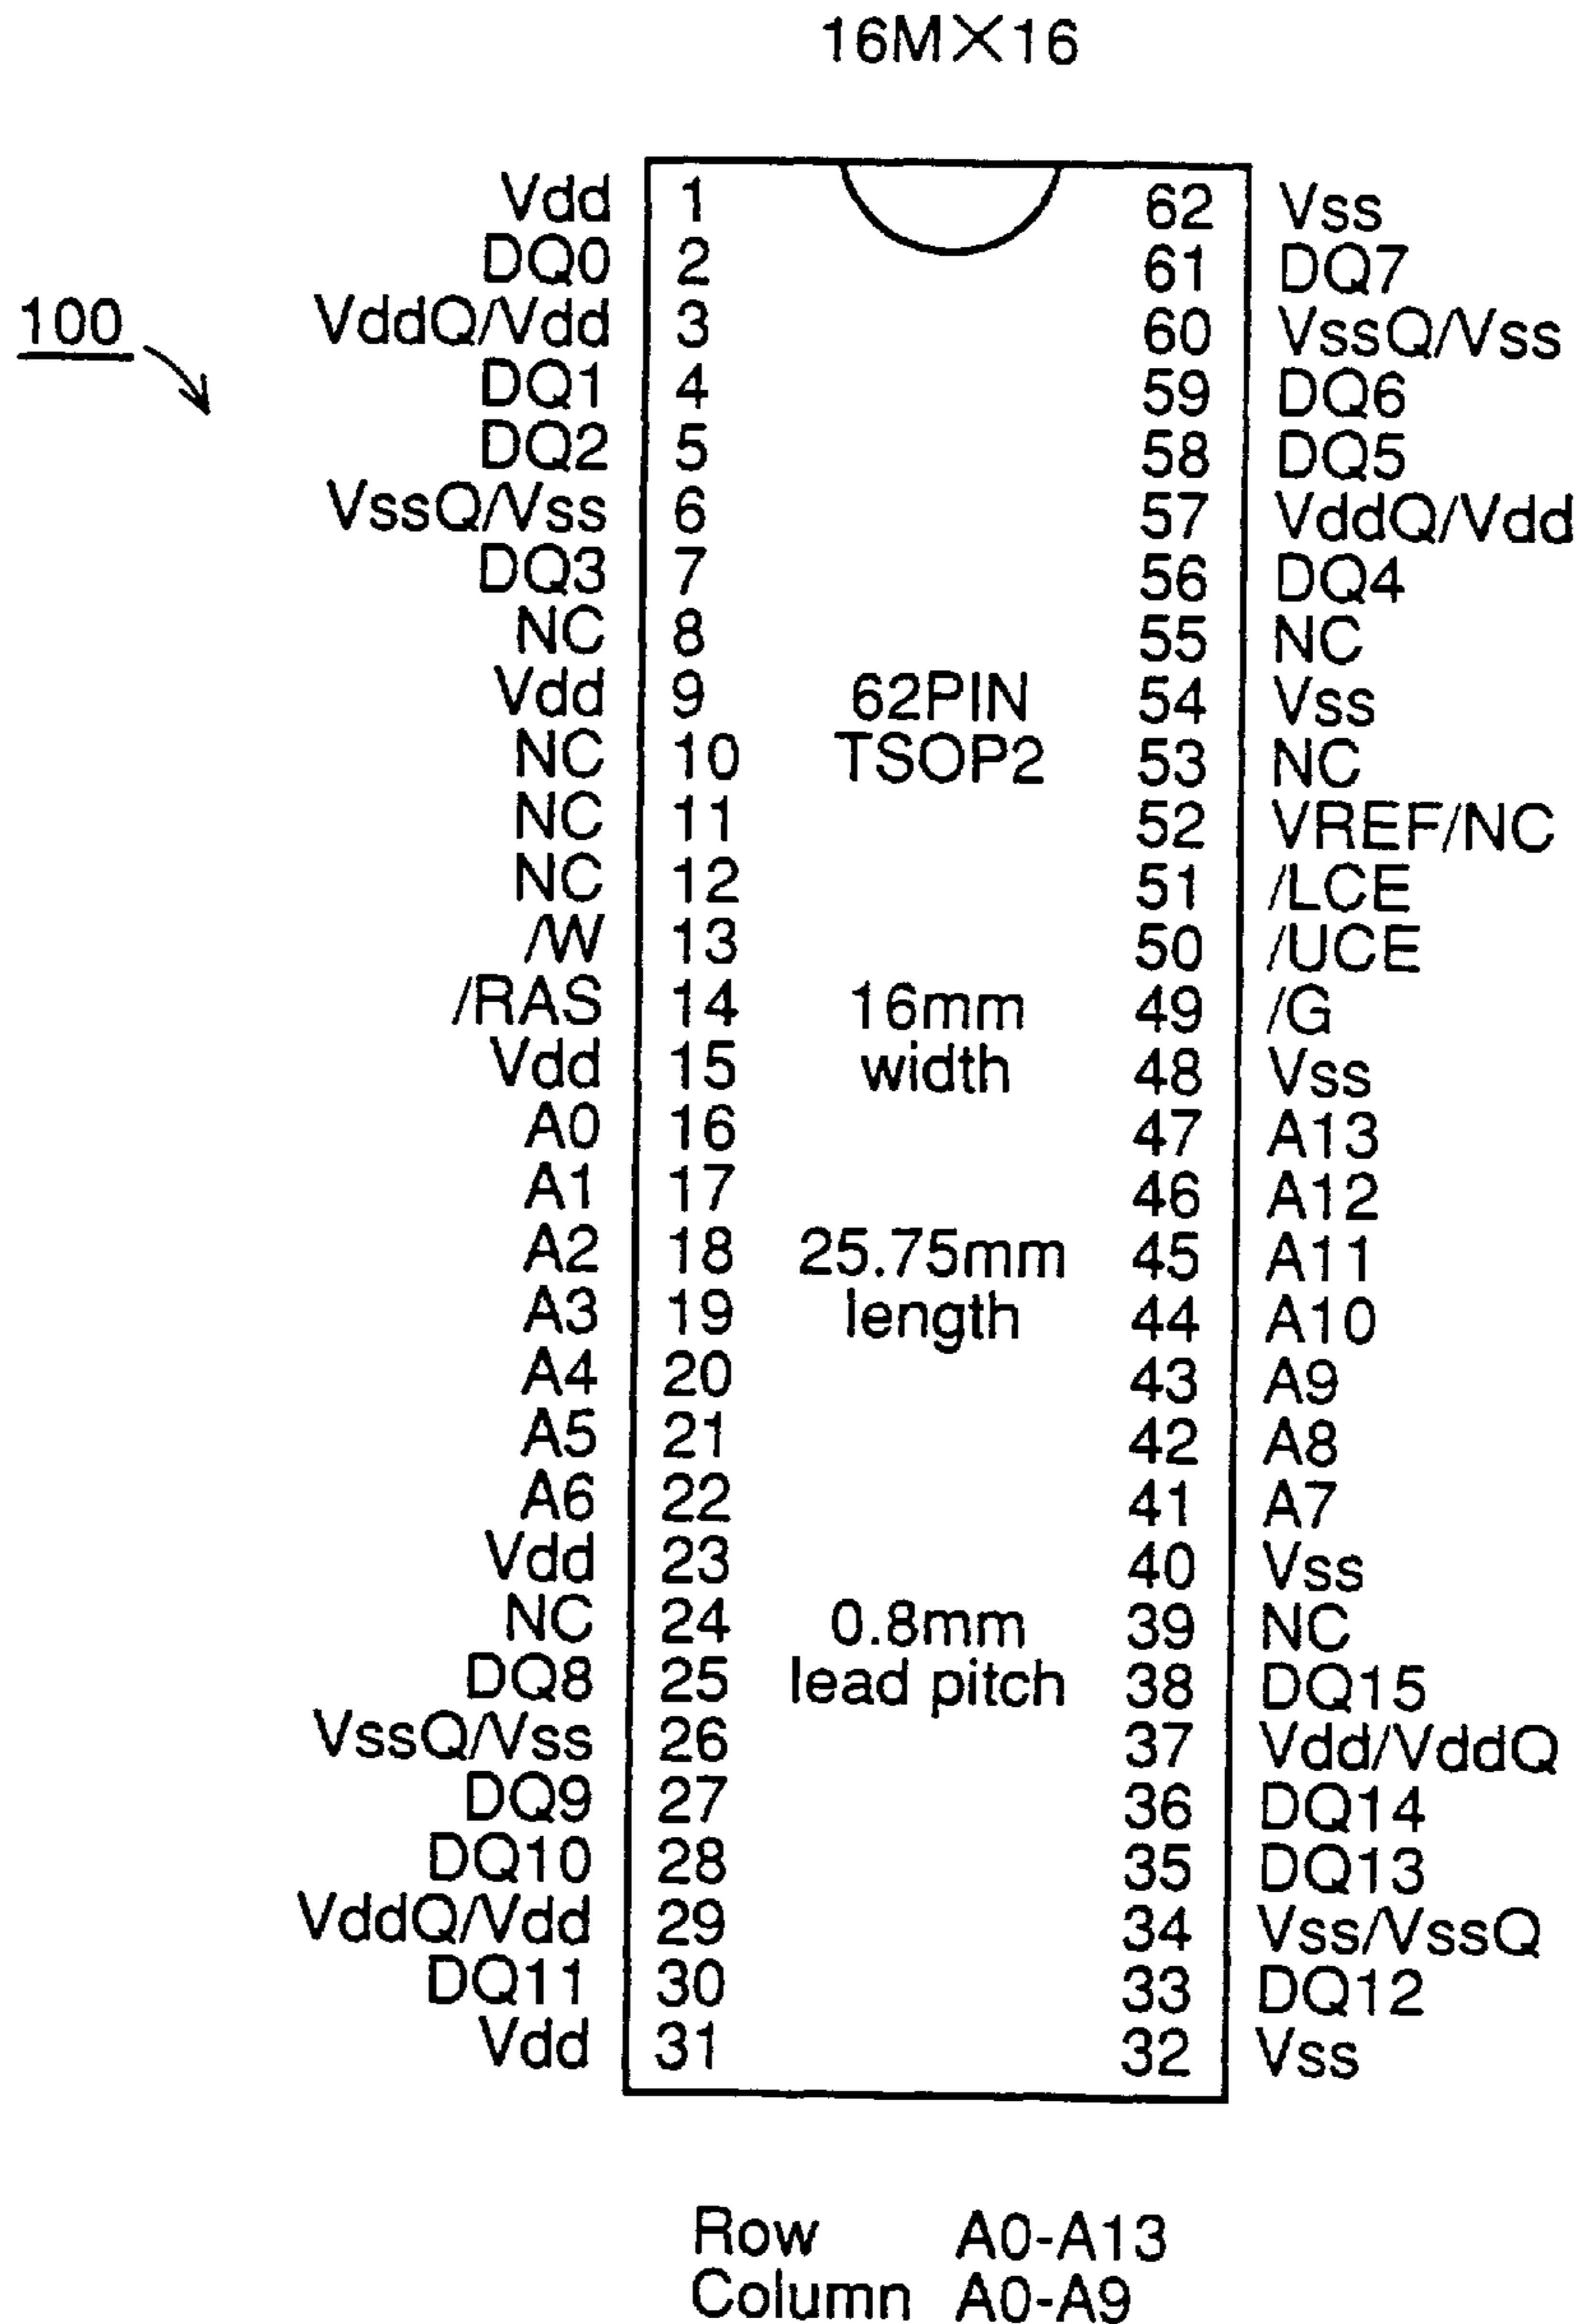 16M×16
100
Vdd 1 62 Vss
DQ0 2 61 DQ7
VddQ/Vdd 3 60 VssQ/Vss
DQ1 4 59 DQ6
DQ2 5 58 DQ5
VssQ/Vss 6 57 VddQ/Vdd
DQ3 7 56 DQ4
NC 8 55 NC
Vdd 9 62PIN 54 Vss
NC 10 TSOP2 53 NC
NC 11 52 VREF/NC
NC 12 51 /LCE
/W 13 50 /UCE
/RAS 14 16mm 49 /G
Vdd 15 width 48 Vss
A0 16 47 A13
A1 17 46 A12
A2 18 25.75mm 45 A11
A3 19 length 44 A10
A4 20 43 A9
A5 21 42 A8
A6 22 41 A7
Vdd 23 40 Vss
NC 24 0.8mm 39 NC
DQ8 25 lead pitch 38 DQ15
VssQ/Vss 26 37 Vdd/VddQ
DQ9 27 36 DQ14
DQ10 28 35 DQ13
VddQ/Vdd 29 34 Vss/VssQ
DQ11 30 33 DQ12
Vdd 31 32 Vss
Row A0-A13
Column A0-A9